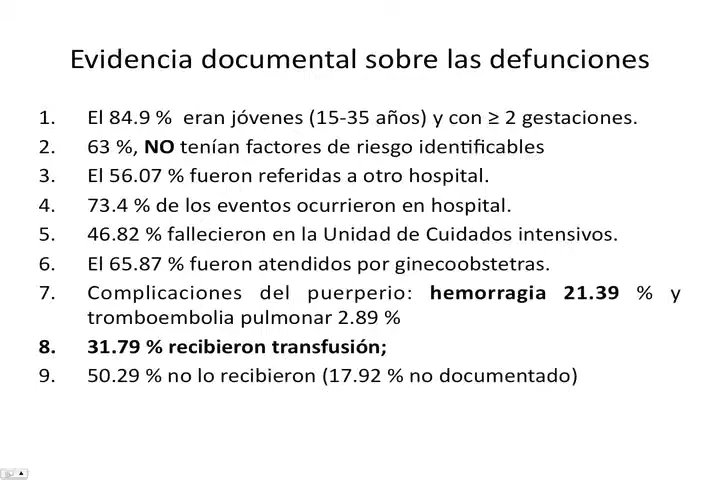 Evidencia documental sobre las defunciones
1. El 84.9 % eran jóvenes (15-35 años) y con ≥ 2 gestaciones.
2. 63 %, NO tenían factores de riesgo identificables
3. El 56.07 % fueron referidas a otro hospital.
4. 73.4 % de los eventos ocurrieron en hospital.
5. 46.82 % fallecieron en la Unidad de Cuidados intensivos.
6. El 65.87 % fueron atendidos por ginecoobstetras.
7. Complicaciones del puerperio: hemorragia 21.39 % y
tromboembolia pulmonar 2.89 %
8. 31.79 % recibieron transfusión;
9. 50.29 % no lo recibieron (17.92 % no documentado)